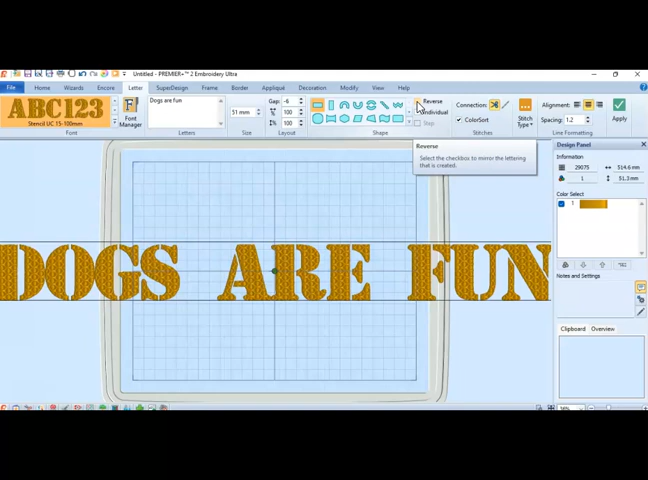 Untitled - PREMIER+™ 2 Embroidery Ultra
File Home Wizards Encore Letter SuperDesign Frame Border Decoration Modify View Help
ABC123
Stencil UC 15-100mm
Font
Font Manager
Dogs are fun
Letters
51 mm
Gap: -6
100
100
Layout
Shape
Reverse
Individual
Step
Connection:
ColorSort
Stitch Type
Stitches
Alignment:
Spacing: 1.2
Line Formatting
Apply
Reverse
Select the checkbox to mirror the lettering
that is created.
Design Panel
Information
29075 514.6 m
1 51.3 m
Color Select
1
Notes and Settings
Clipboard Overview
DOGS ARE FUN